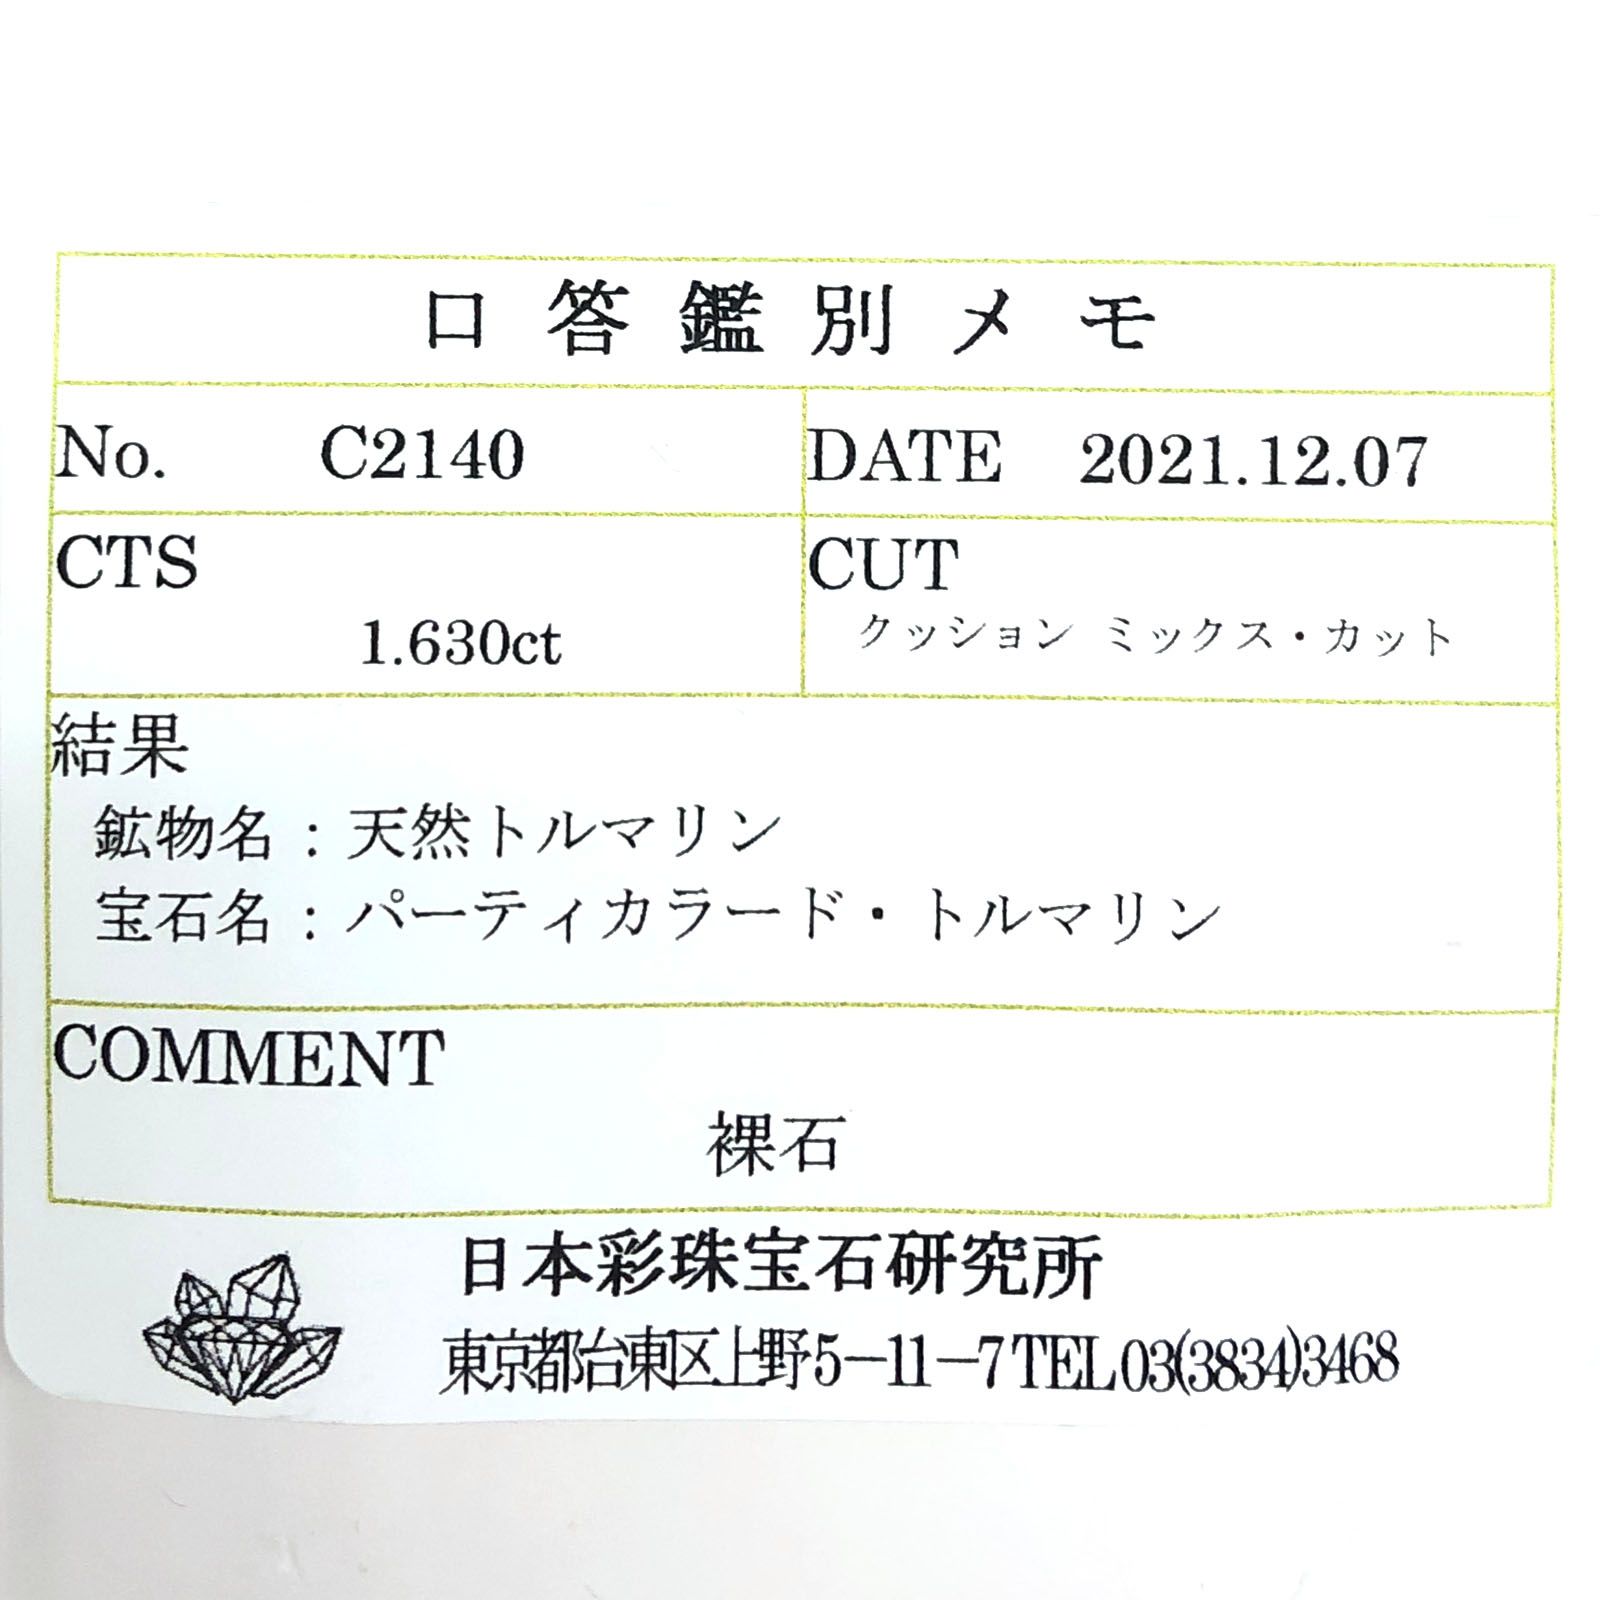 口答鑑別メモ
No. C2140 DATE 2021.12.07
CTS CUT
1.630ct クッション ミックス・カット
結果
鉱物名：天然トルマリン
宝石名：パーティカラード・トルマリン
COMMENT
裸石
日本彩珠宝石研究所
東京都台東区上野5－11－7 TEL 03(3834)3468